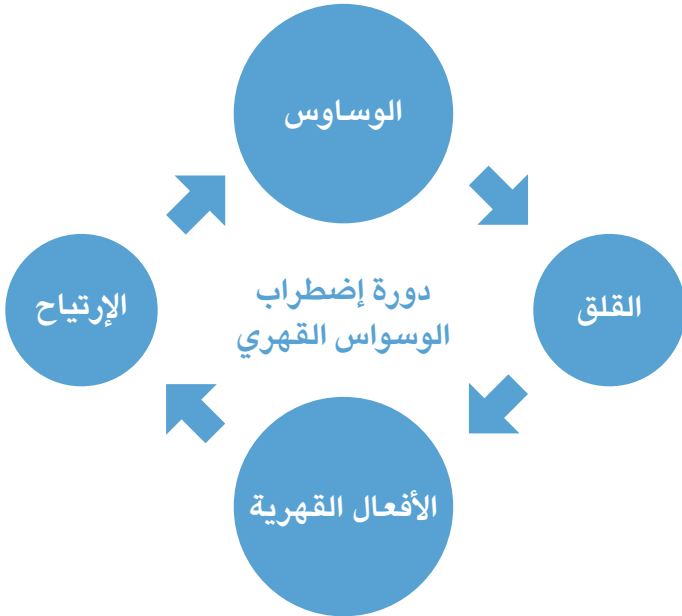 الوساوس
القلق
الأفعال القهرية
الإرتياح
دورة إضطراب
الوسواس القهري